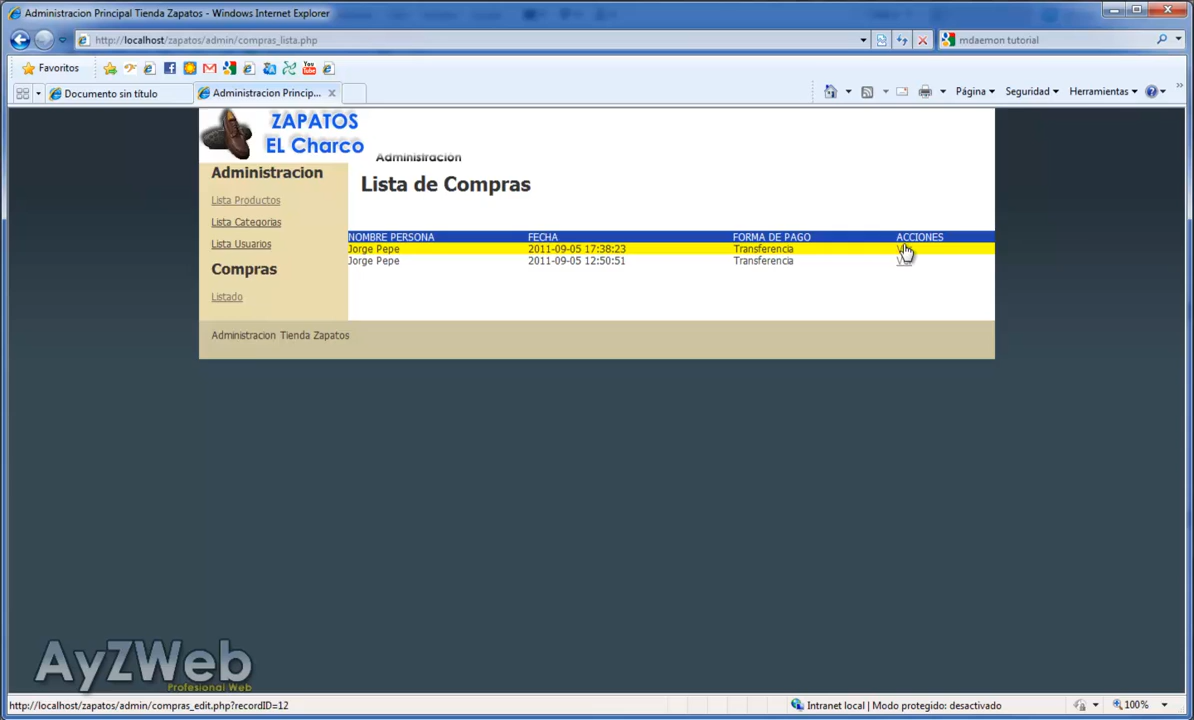 Administracion Principal Tienda Zapatos - Windows Internet Explorer
http://localhost/zapatos/admin/compras_lista.php
mdaemon tutorial
Favoritos
Documento sin título
Administracion Princip...
Página
Seguridad
Herramientas
ZAPATOS
EL Charco
Administración
Administracion
Lista de Compras
Lista Productos
Lista Categorias
Lista Usuarios
Compras
Listado
NOMBRE PERSONA FECHA FORMA DE PAGO ACCIONES
Jorge Pepe 2011-09-05 17:38:23 Transferencia
Jorge Pepe 2011-09-05 12:50:51 Transferencia
Administracion Tienda Zapatos
AyZWeb
Profesional Web
http://localhost/zapatos/admin/compras_edit.php?recordID=12
Intranet local | Modo protegido: desactivado
100%